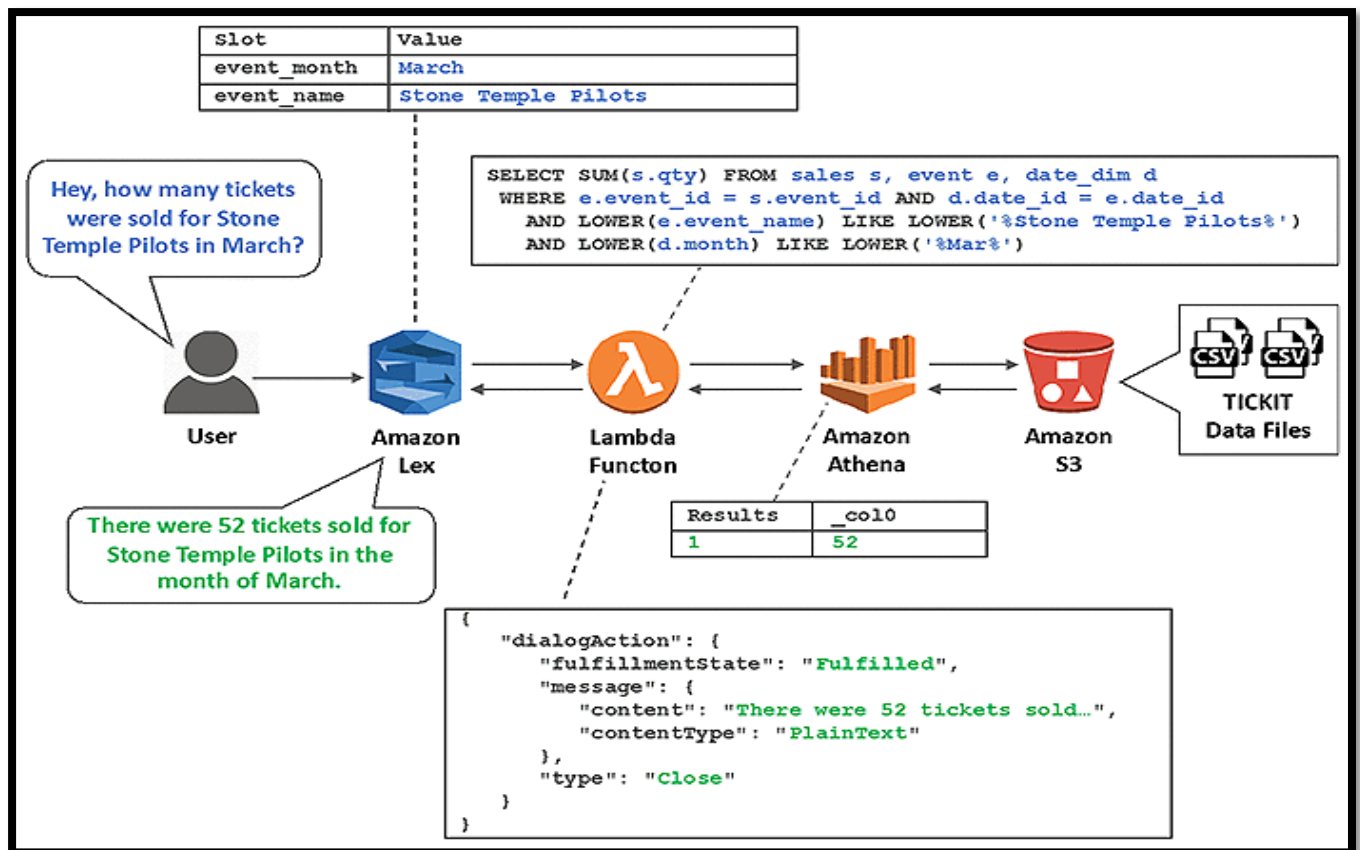 Slot Value
event_month March
event_name Stone Temple Pilots
Hey, how many tickets
were sold for Stone
Temple Pilots in March?
SELECT SUM(s.qty) FROM sales s, event e, date_dim d
WHERE e.event_id = s.event_id AND d.date_id = e.date_id
AND LOWER(e.event_name) LIKE LOWER('%Stone Temple Pilots%')
AND LOWER(d.month) LIKE LOWER('%Mar%')
User
Amazon
Lex
Lambda
Functon
Amazon
Athena
Amazon
S3
CSV CSV
TICKIT
Data Files
There were 52 tickets sold for
Stone Temple Pilots in the
month of March.
Results _col0
1 52
{
"dialogAction": {
"fulfillmentState": "Fulfilled",
"message": {
"content": "There were 52 tickets sold…",
"contentType": "PlainText"
},
"type": "Close"
}
}